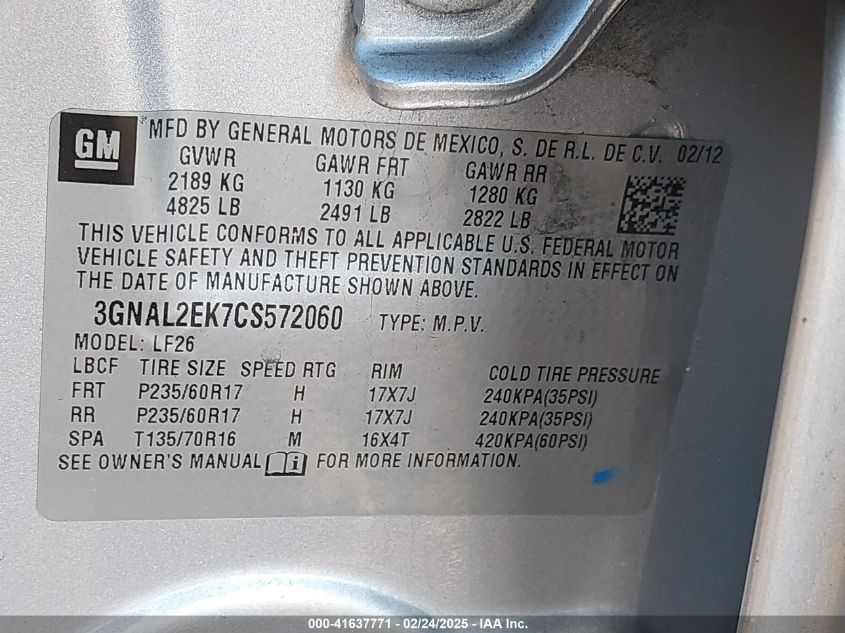 GM MFD BY GENERAL MOTORS DE MEXICO, S. DE R.L. DE C.V. 02/12
GVWR GAWR FRT GAWR RR
2189 KG 1130 KG 1280 KG
4825 LB 2491 LB 2822 LB
THIS VEHICLE CONFORMS TO ALL APPLICABLE U.S. FEDERAL MOTOR
VEHICLE SAFETY AND THEFT PREVENTION STANDARDS IN EFFECT ON
THE DATE OF MANUFACTURE SHOWN ABOVE.
3GNAL2EK7CS572060 TYPE: M.P.V.
MODEL: LF26
LBCF TIRE SIZE SPEED RTG RIM COLD TIRE PRESSURE
FRT P235/60R17 H 17X7J 240KPA(35PSI)
RR P235/60R17 H 17X7J 240KPA(35PSI)
SPA T135/70R16 M 16X4T 420KPA(60PSI)
SEE OWNER'S MANUAL i FOR MORE INFORMATION.
000-41637771 - 02/24/2025 - IAA Inc.